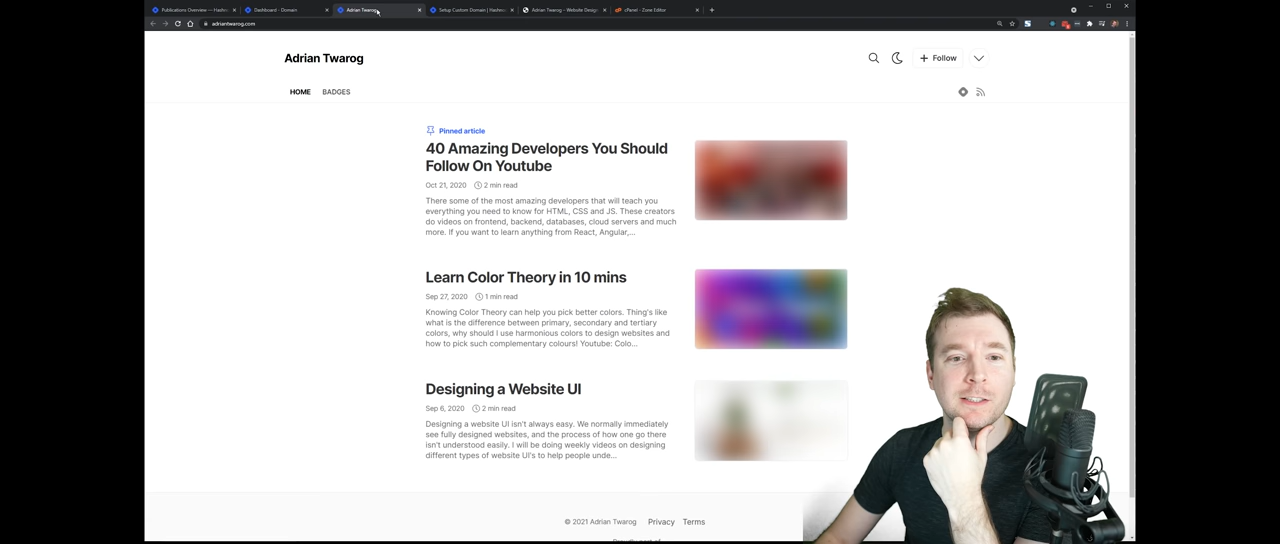 Publications Overview — Hashn
Dashboard - Domain
Adrian Twarog
Setup Custom Domain | Hashno
Adrian Twarog – Website Design
cPanel - Zone Editor
adriantwarog.com
Adrian Twarog
Follow
HOME BADGES
Pinned article
40 Amazing Developers You Should
Follow On Youtube
Oct 21, 2020 2 min read
There some of the most amazing developers that will teach you
everything you need to know for HTML, CSS and JS. These creators
do videos on frontend, backend, databases, cloud servers and much
more. If you want to learn anything from React, Angular,...
Learn Color Theory in 10 mins
Sep 27, 2020 1 min read
Knowing Color Theory can help you pick better colors. Thing's like
what is the difference between primary, secondary and tertiary
colors, why should I use harmonious colors to design websites and
how to pick such complementary colours! Youtube: Colo...
Designing a Website UI
Sep 6, 2020 2 min read
Designing a website UI isn't always easy. We normally immediately
see fully designed websites, and the process of how one go there
isn't understood easily. I will be doing weekly videos on designing
different types of website UI's to help people unde...
© 2021 Adrian Twarog Privacy Terms